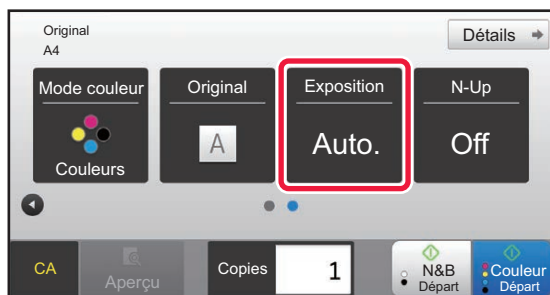 Original
A4
Détails
Mode couleur
Couleurs
Original
A
Exposition
Auto.
N-Up
Off
CA
Aperçu
Copies
1
N&B
Départ
Couleur
Départ